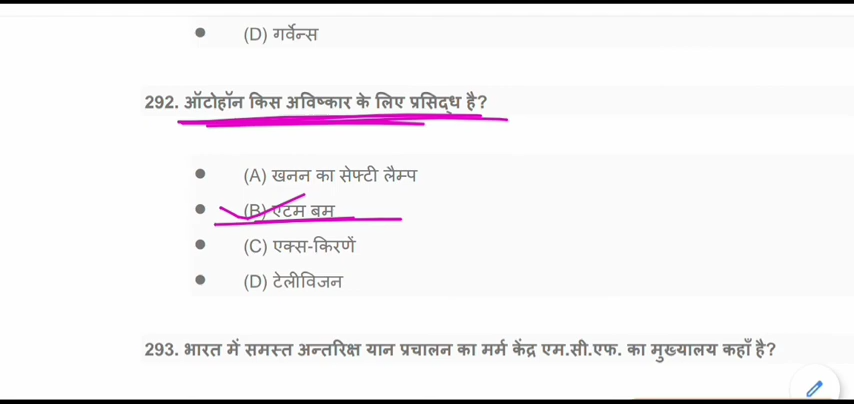 (D) गर्वेन्स
292. ऑटोहॉन किस अविष्कार के लिए प्रसिद्ध है?
(A) खनन का सेफ्टी लैम्प
(B) एटम बम
(C) एक्स-किरणें
(D) टेलीविजन
293. भारत में समस्त अन्तरिक्ष यान प्रचालन का मर्म केंद्र एम.सी.एफ. का मुख्यालय कहाँ है?